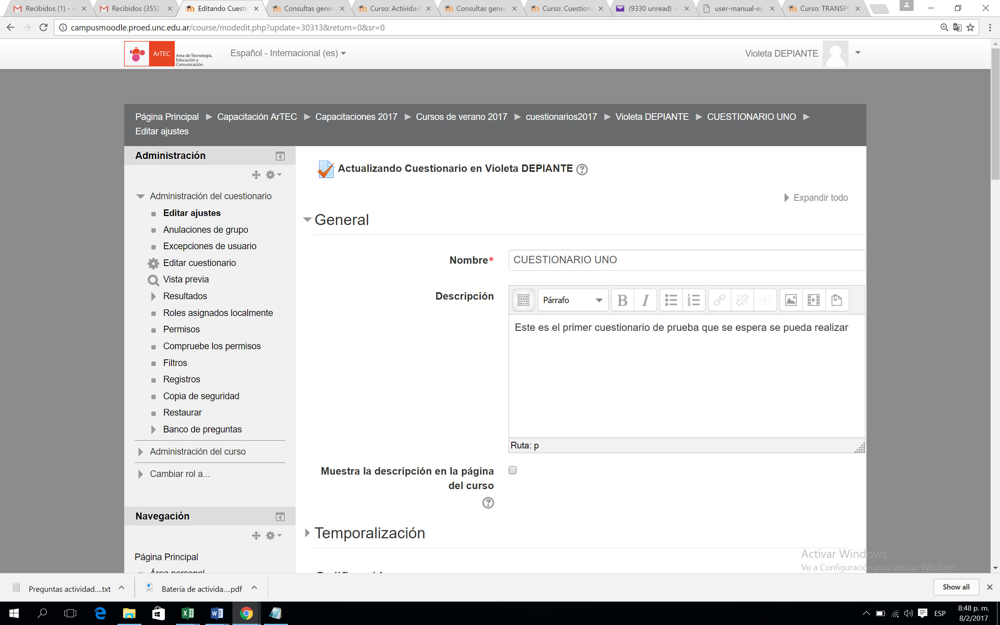 Recibidos (1) - v
Recibidos (355)
Editando Cuesti
Consultas gener
Curso: Actividad
Consultas gener
Curso: Cuestion
(9330 unread) -
user-manual-es
Curso: TRANSP
campusmoodle.proed.unc.edu.ar/course/modedit.php?update=30313&return=0&sr=0
ArTEC
Area de Tecnología,
Educación y
Comunicación
Español - Internacional (es)
Violeta DEPIANTE
Página Principal ▶ Capacitación ArTEC ▶ Capacitaciones 2017 ▶ Cursos de verano 2017 ▶ cuestionarios2017 ▶ Violeta DEPIANTE ▶ CUESTIONARIO UNO ▶
Editar ajustes
Administración
Administración del cuestionario
Editar ajustes
Anulaciones de grupo
Excepciones de usuario
Editar cuestionario
Vista previa
Resultados
Roles asignados localmente
Permisos
Compruebe los permisos
Filtros
Registros
Copia de seguridad
Restaurar
Banco de preguntas
Administración del curso
Cambiar rol a...
Navegación
Página Principal
Área personal
Actualizando Cuestionario en Violeta DEPIANTE
Expandir todo
General
Nombre*
CUESTIONARIO UNO
Descripción
Párrafo
B I
Este es el primer cuestionario de prueba que se espera se pueda realizar
Ruta: p
Muestra la descripción en la página
del curso
Temporalización
Activar Windows
Ve a Configuración para activar Windows.
Preguntas actividad....txt
Batería de activida....pdf
Show all
ESP
8:48 p. m.
8/2/2017